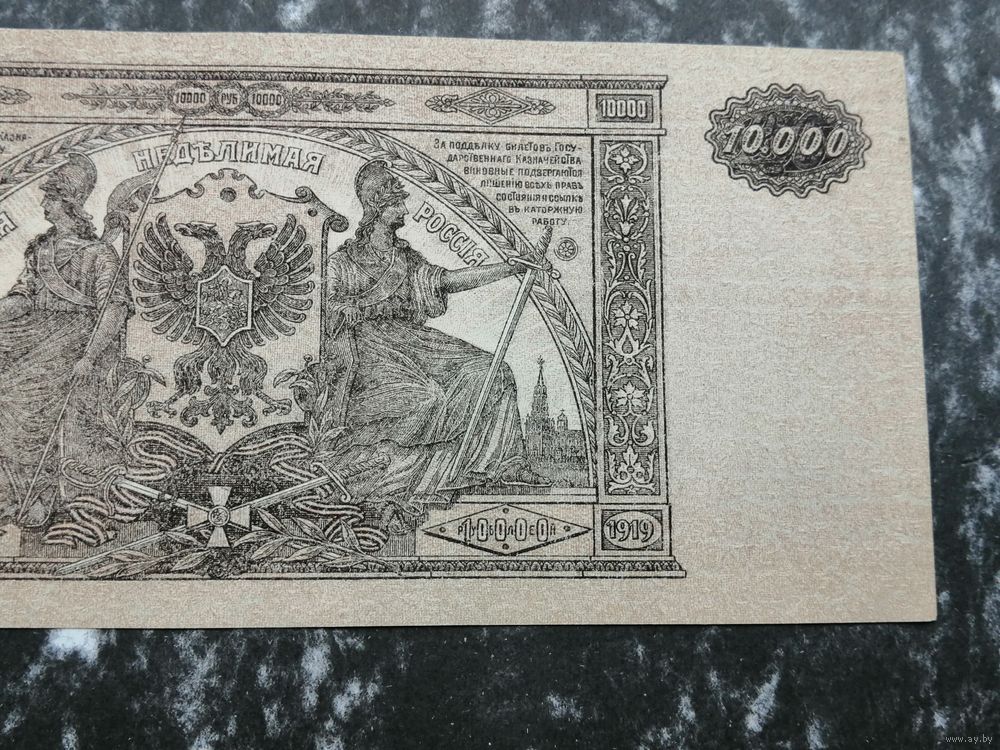 10000 РУБ 10000
10000
10.000
НЕДѢЛИМАЯ
РОССІЯ
ЗА ПОДДѢЛКУ БИЛЕТОВЪ ГОСУ-
ДАРСТВЕННАГО КАЗНАЧЕЙСТВА
ВИНОВНЫЕ ПОДВЕРГАЮТСЯ
ЛИШЕНІЮ ВСѢХЪ ПРАВЪ
СОСТОЯНІЯ И ССЫЛКѢ
ВЪ КАТОРЖНУЮ
РАБОТУ.
10000
1919
www.ay.by